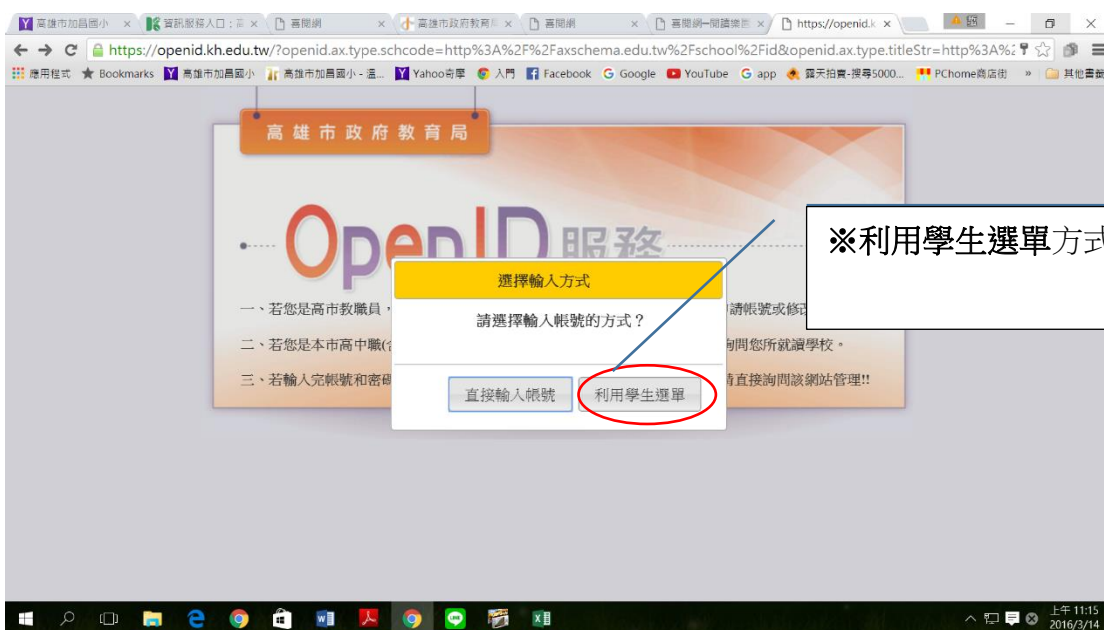 高雄市加昌國小
資訊服務入口
喜閱網
高雄市政府教育局
喜閱網
喜閱網─閱讀樂
https://openid.k
https://openid.kh.edu.tw/?openid.ax.type.schcode=http%3A%2F%2Faxschema.edu.tw%2Fschool%2Fid&openid.ax.type.titleStr=http%3A%2
應用程式
Bookmarks
高雄市加昌國小
高雄市加昌國小 - 溫...
Yahoo奇摩
入門
Facebook
Google
YouTube
app
露天拍賣-搜尋5000...
PChome商店街
»
其他書籤
高雄市政府教育局
OpenID服務
※利用學生選單方式
選擇輸入方式
一、若您是高市教職員，
請選擇輸入帳號的方式？
請帳號或修改
二、若您是本市高中職(
詢問您所就讀學校。
三、若輸入完帳號和密碼
請直接詢問該網站管理!!
直接輸入帳號
利用學生選單
上午 11:15
2016/3/14